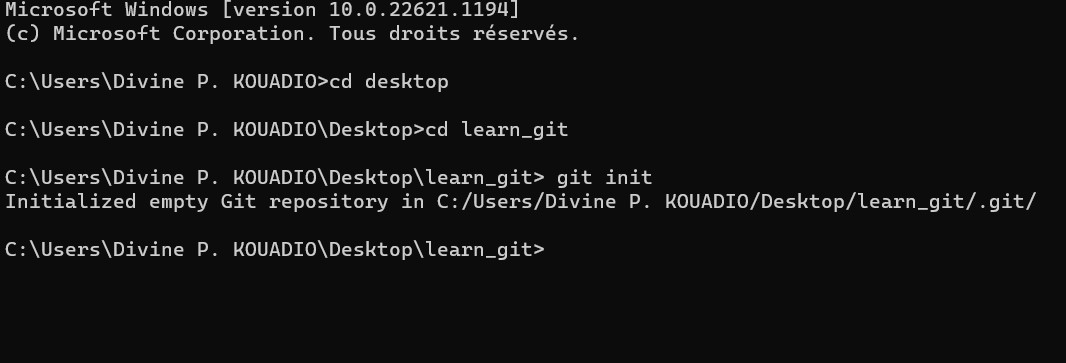 Microsoft Windows [version 10.0.22621.1194]
(c) Microsoft Corporation. Tous droits réservés.
C:\Users\Divine P. KOUADIO>cd desktop
C:\Users\Divine P. KOUADIO\Desktop>cd learn_git
C:\Users\Divine P. KOUADIO\Desktop\learn_git> git init
Initialized empty Git repository in C:/Users/Divine P. KOUADIO/Desktop/learn_git/.git/
C:\Users\Divine P. KOUADIO\Desktop\learn_git>